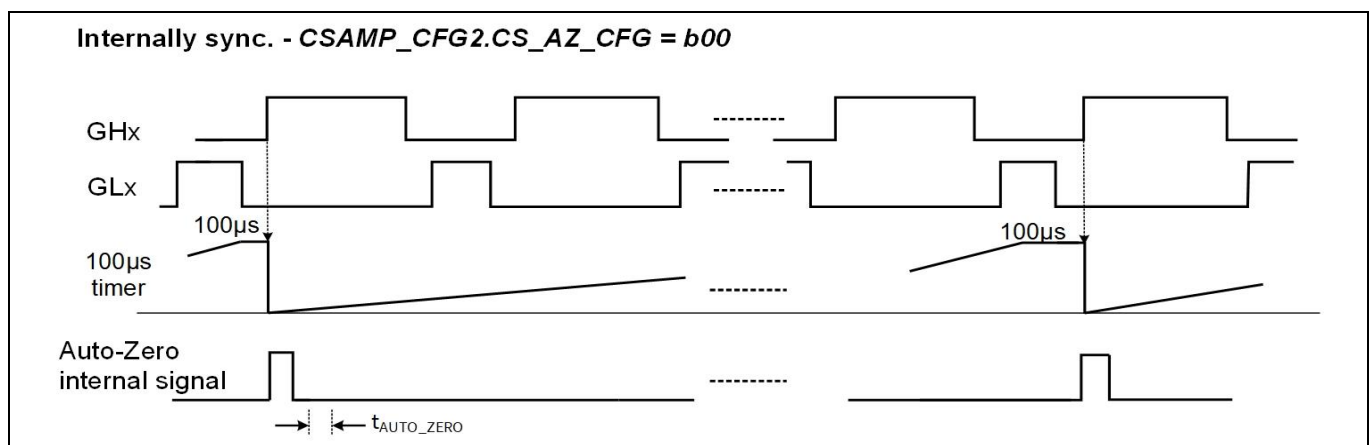 Internally sync. - CSAMP_CFG2.CS_AZ_CFG = b00
GHx
GLx
100µs
100µs
100µs
timer
Auto-Zero
internal signal
tAUTO_ZERO